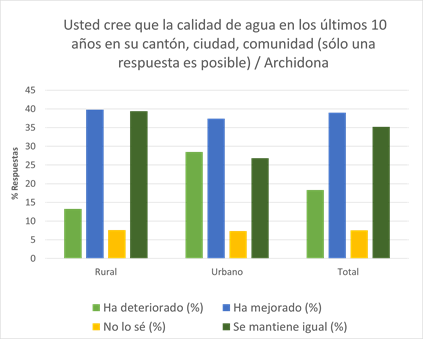 Usted cree que la calidad de agua en los últimos 10
años en su cantón, ciudad, comunidad (sólo una
respuesta es posible) / Archidona
% Respuestas
45
40
35
30
25
20
15
10
5
0
Rural Urbano Total
Ha deteriorado (%) Ha mejorado (%)
No lo sé (%) Se mantiene igual (%)